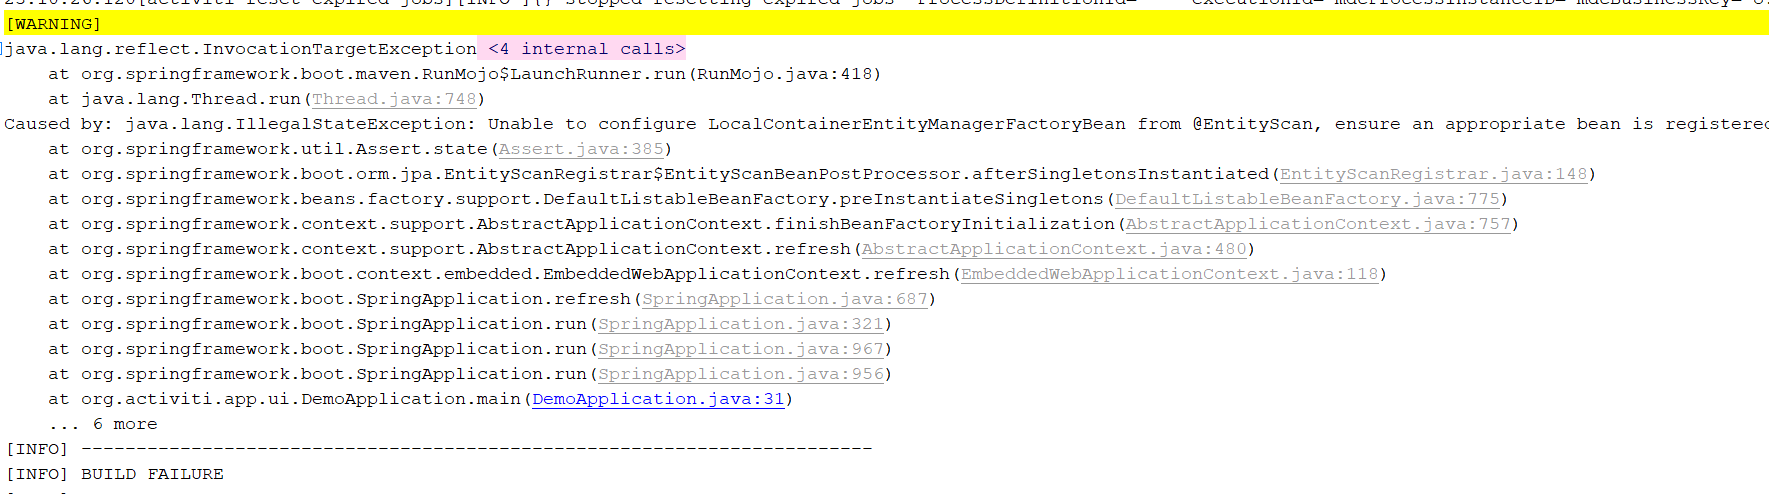 [WARNING]
java.lang.reflect.InvocationTargetException <4 internal calls>
    at org.springframework.boot.maven.RunMojo$LaunchRunner.run(RunMojo.java:418)
    at java.lang.Thread.run(Thread.java:748)
Caused by: java.lang.IllegalStateException: Unable to configure LocalContainerEntityManagerFactoryBean from @EntityScan, ensure an appropriate bean is registered
    at org.springframework.util.Assert.state(Assert.java:385)
    at org.springframework.boot.orm.jpa.EntityScanRegistrar$EntityScanBeanPostProcessor.afterSingletonsInstantiated(EntityScanRegistrar.java:148)
    at org.springframework.beans.factory.support.DefaultListableBeanFactory.preInstantiateSingletons(DefaultListableBeanFactory.java:775)
    at org.springframework.context.support.AbstractApplicationContext.finishBeanFactoryInitialization(AbstractApplicationContext.java:757)
    at org.springframework.context.support.AbstractApplicationContext.refresh(AbstractApplicationContext.java:480)
    at org.springframework.boot.context.embedded.EmbeddedWebApplicationContext.refresh(EmbeddedWebApplicationContext.java:118)
    at org.springframework.boot.SpringApplication.refresh(SpringApplication.java:687)
    at org.springframework.boot.SpringApplication.run(SpringApplication.java:321)
    at org.springframework.boot.SpringApplication.run(SpringApplication.java:967)
    at org.springframework.boot.SpringApplication.run(SpringApplication.java:956)
    at org.activiti.app.ui.DemoApplication.main(DemoApplication.java:31)
    ... 6 more
[INFO] ------------------------------------------------------------------------
[INFO] BUILD FAILURE